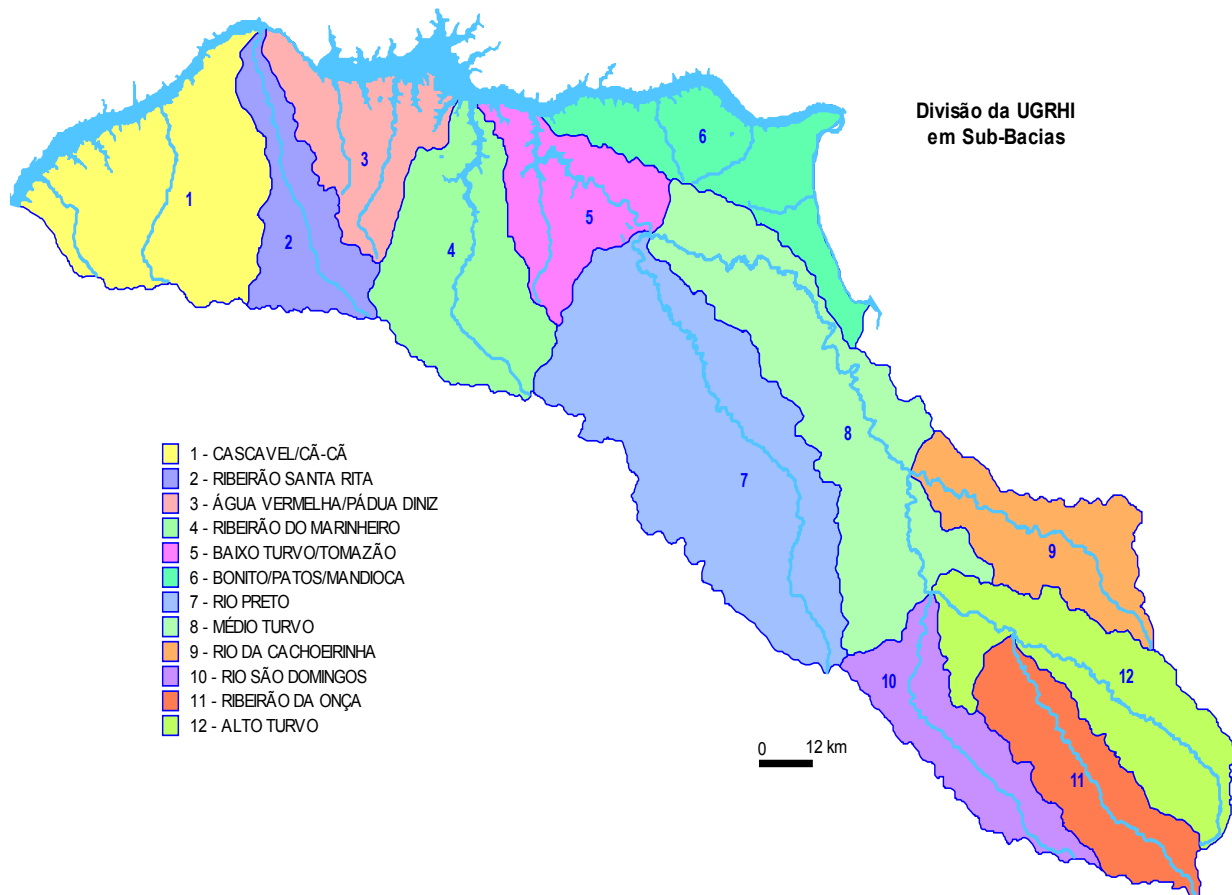 Divisão da UGRHI
em Sub-Bacias
6
3
1
5
2
4
8
7
9
12
10
11
1 - CASCAVEL/CÃ-CÃ
2 - RIBEIRÃO SANTA RITA
3 - ÁGUA VERMELHA/PÁDUA DINIZ
4 - RIBEIRÃO DO MARINHEIRO
5 - BAIXO TURVO/TOMAZÃO
6 - BONITO/PATOS/MANDIOCA
7 - RIO PRETO
8 - MÉDIO TURVO
9 - RIO DA CACHOEIRINHA
10 - RIO SÃO DOMINGOS
11 - RIBEIRÃO DA ONÇA
12 - ALTO TURVO
0 12 km